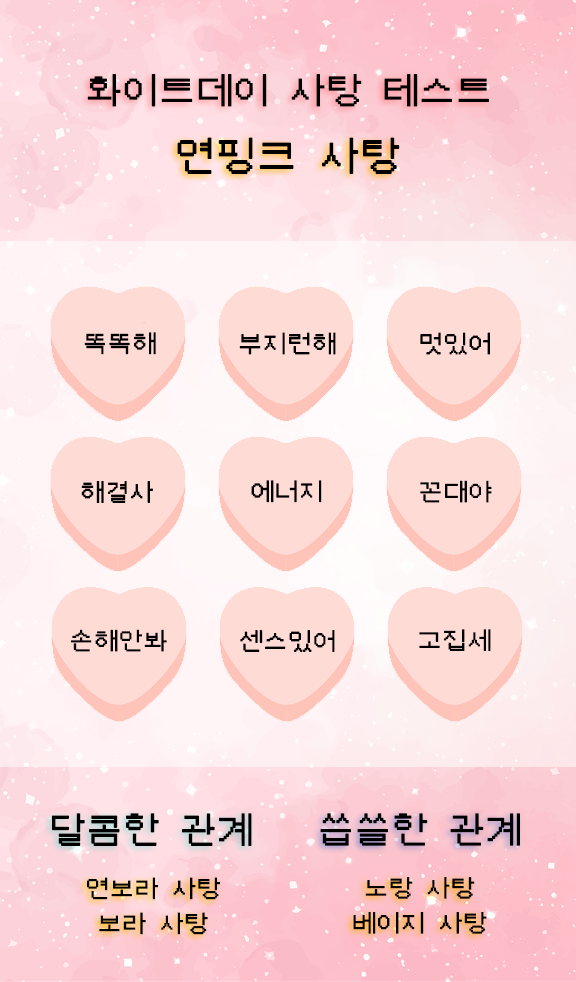 화이트데이 사탕 테스트
연핑크 사탕
똑똑해 부지런해 멋있어
해결사 에너지 꼰대야
손해안봐 센스있어 고집세
달콤한 관계 씁쓸한 관계
연보라 사탕 노랑 사탕
보라 사탕 베이지 사탕